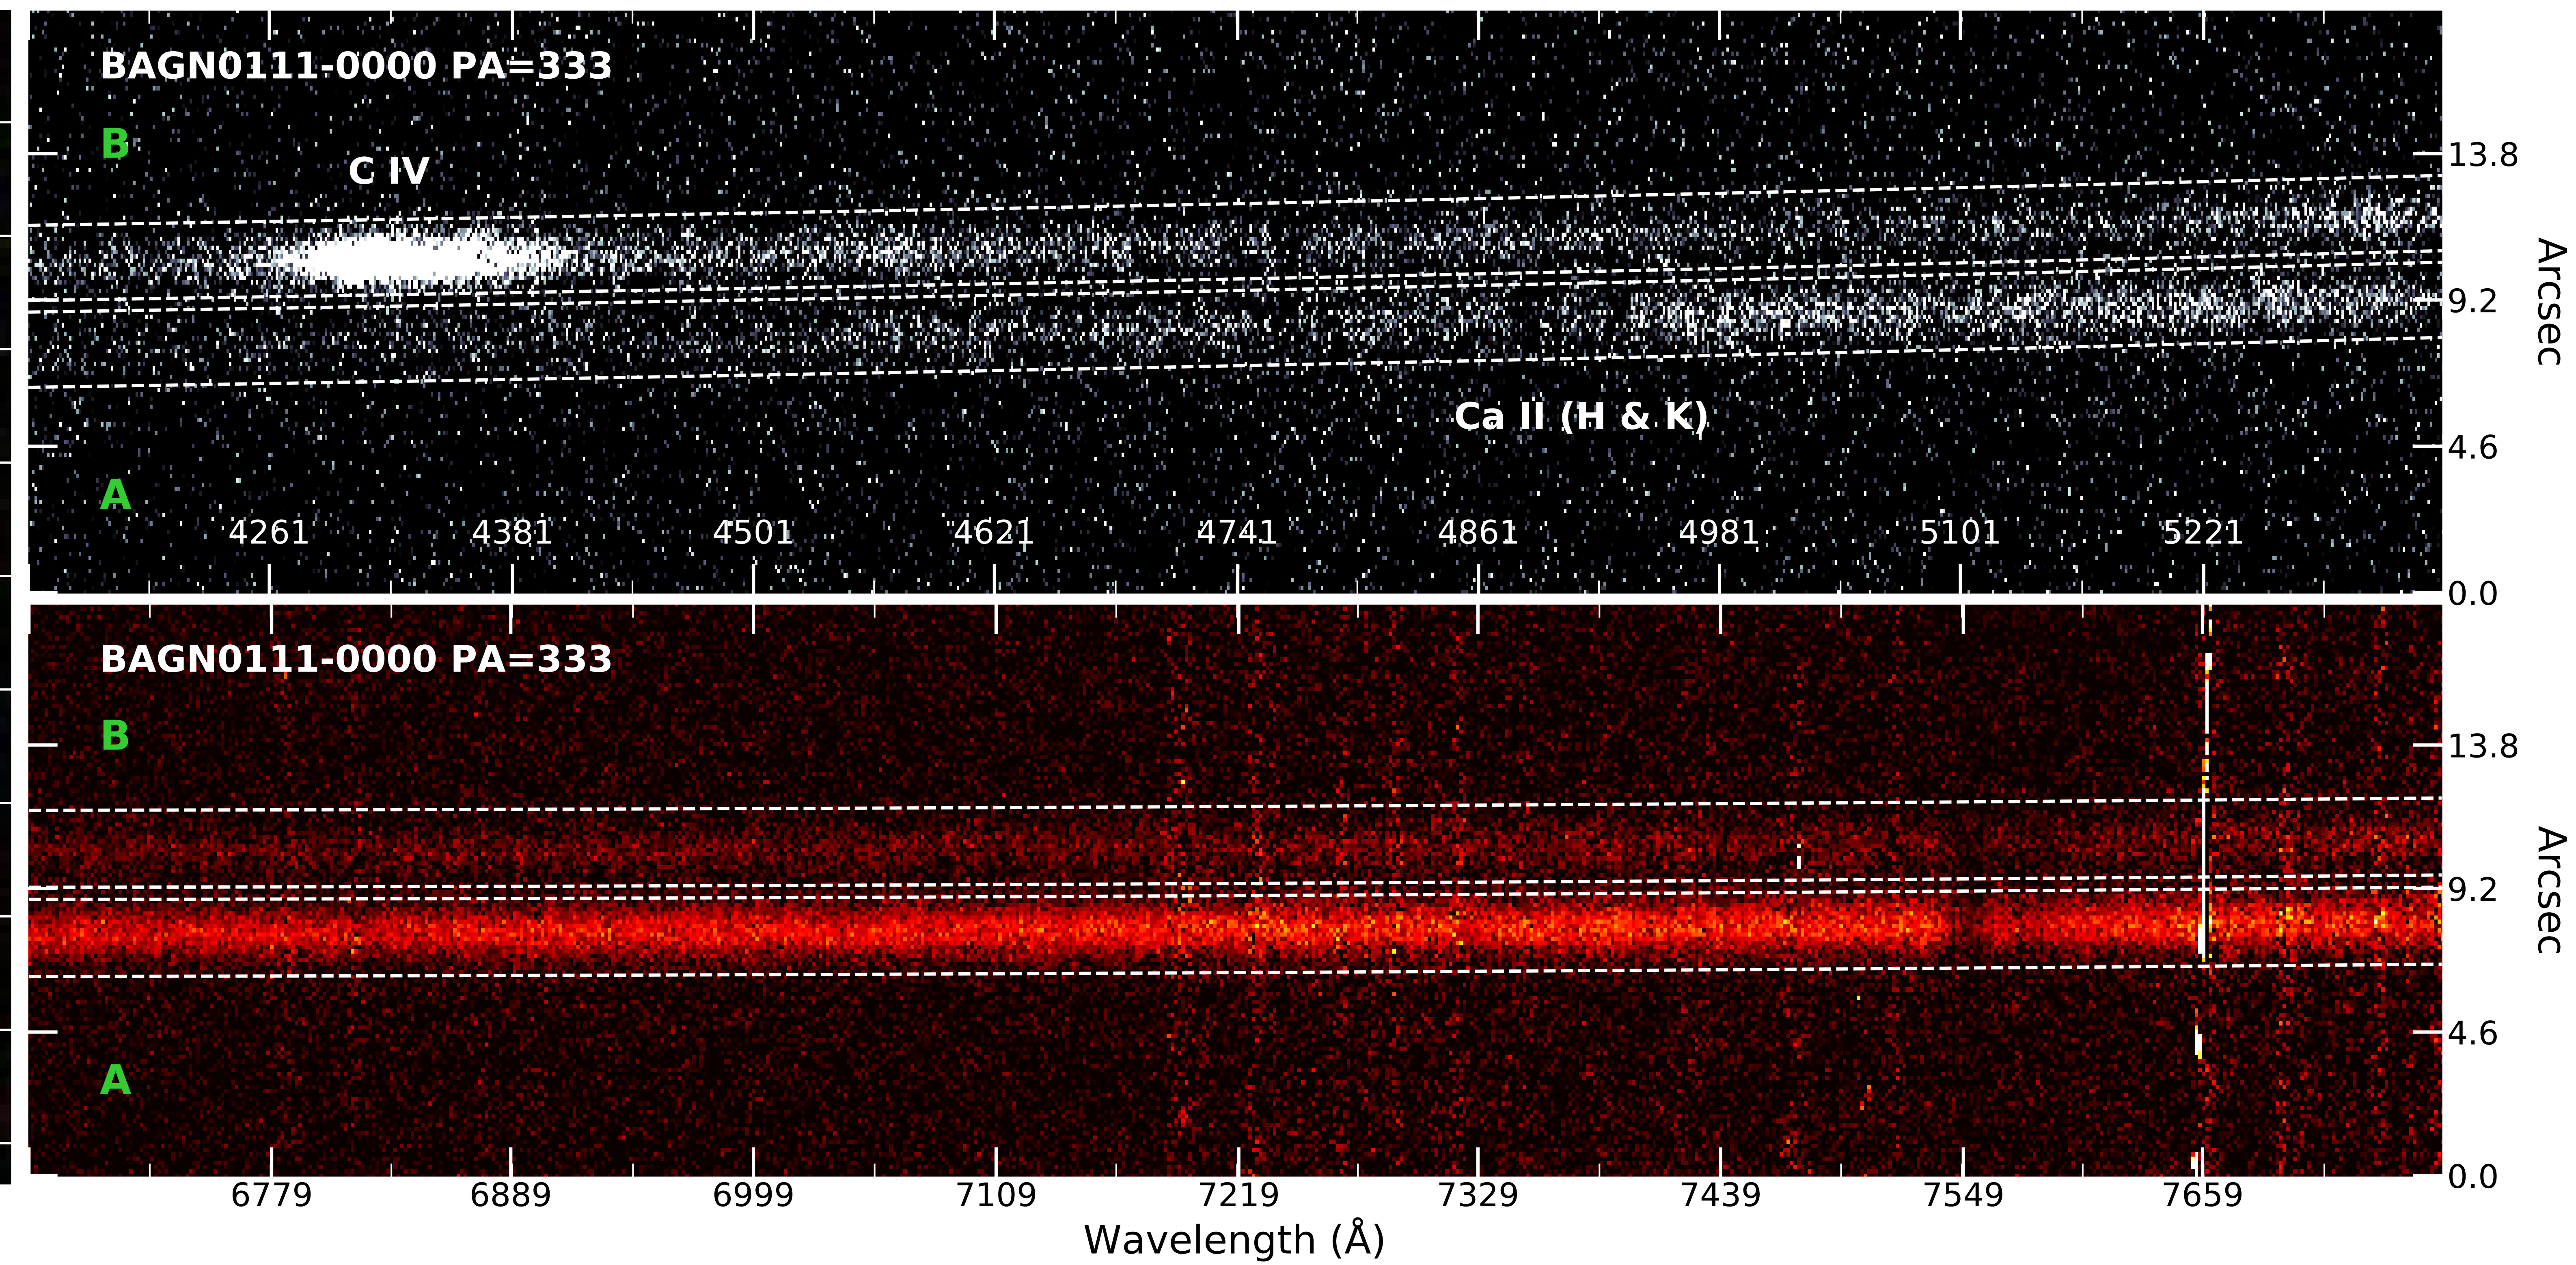 BAGN0111-0000 PA=333
B
C IV
13.8
9.2
Arcsec
Ca II (H & K)
4.6
A
4261 4381 4501 4621 4741 4861 4981 5101 5221
0.0
BAGN0111-0000 PA=333
B
13.8
9.2
Arcsec
4.6
A
0.0
6779 6889 6999 7109 7219 7329 7439 7549 7659
Wavelength (Å)